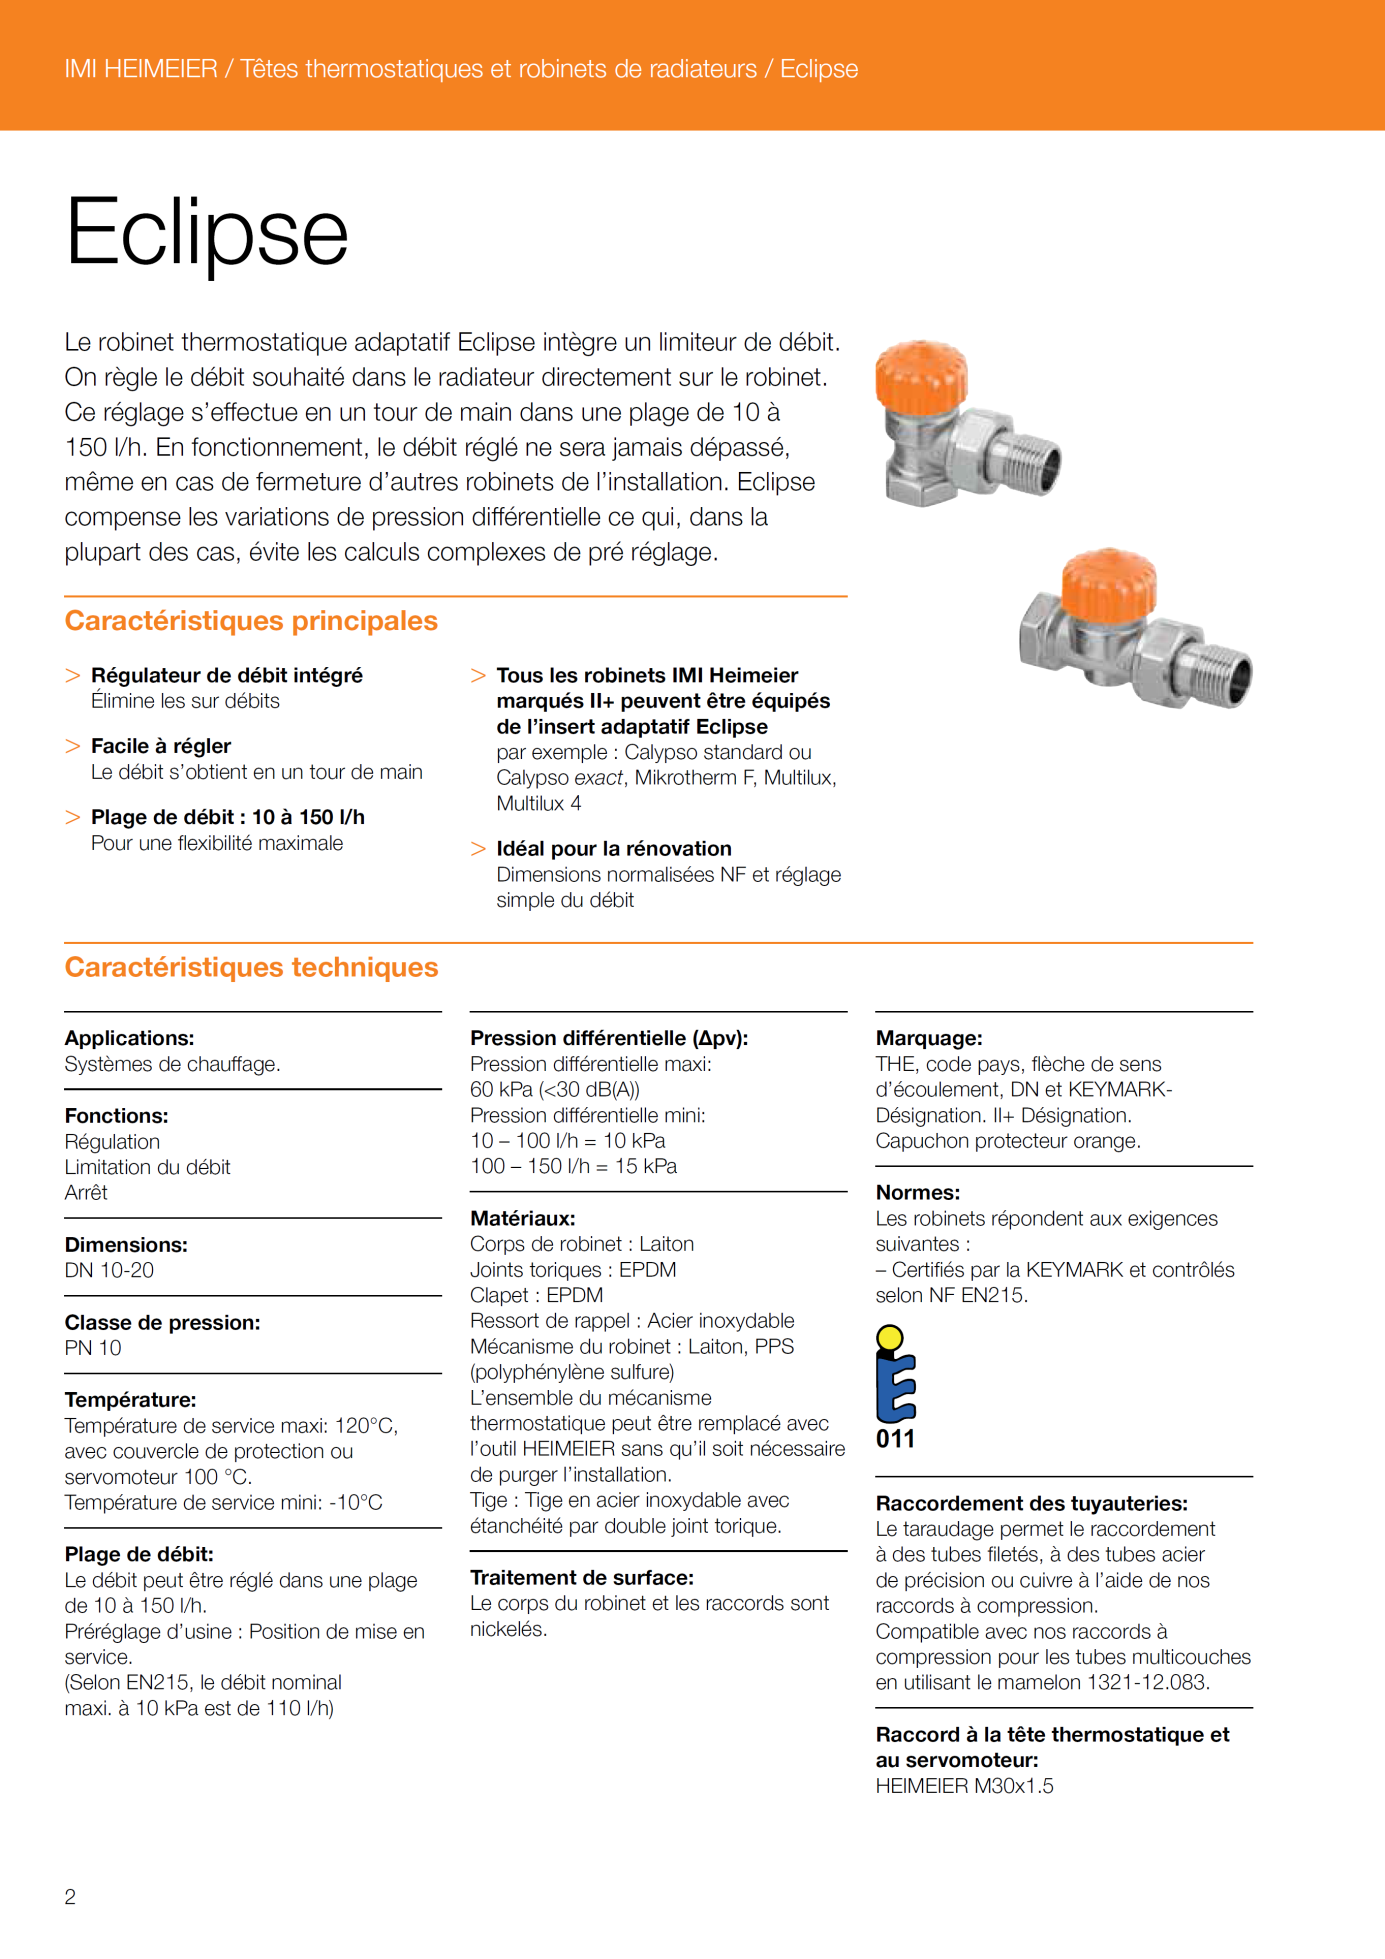 IMI HEIMEIER / Têtes thermostatiques et robinets de radiateurs / Eclipse
Eclipse
Le robinet thermostatique adaptatif Eclipse intègre un limiteur de débit.
On règle le débit souhaité dans le radiateur directement sur le robinet.
Ce réglage s’effectue en un tour de main dans une plage de 10 à
150 l/h. En fonctionnement, le débit réglé ne sera jamais dépassé,
même en cas de fermeture d’autres robinets de l’installation. Eclipse
compense les variations de pression différentielle ce qui, dans la
plupart des cas, évite les calculs complexes de pré réglage.
Caractéristiques principales
> Régulateur de débit intégré
Élimine les sur débits
> Facile à régler
Le débit s’obtient en un tour de main
> Plage de débit : 10 à 150 l/h
Pour une flexibilité maximale
> Tous les robinets IMI Heimeier
marqués II+ peuvent être équipés
de l’insert adaptatif Eclipse
par exemple : Calypso standard ou
Calypso exact, Mikrotherm F, Multilux,
Multilux 4
> Idéal pour la rénovation
Dimensions normalisées NF et réglage
simple du débit
Caractéristiques techniques
Applications:
Systèmes de chauffage.
Fonctions:
Régulation
Limitation du débit
Arrêt
Dimensions:
DN 10-20
Classe de pression:
PN 10
Température:
Température de service maxi: 120°C,
avec couvercle de protection ou
servomoteur 100 °C.
Température de service mini: -10°C
Plage de débit:
Le débit peut être réglé dans une plage
de 10 à 150 l/h.
Préréglage d’usine : Position de mise en
service.
(Selon EN215, le débit nominal
maxi. à 10 kPa est de 110 l/h)
Pression différentielle (Δpv):
Pression différentielle maxi:
60 kPa (<30 dB(A))
Pression différentielle mini:
10 – 100 l/h = 10 kPa
100 – 150 l/h = 15 kPa
Matériaux:
Corps de robinet : Laiton
Joints toriques : EPDM
Clapet : EPDM
Ressort de rappel : Acier inoxydable
Mécanisme du robinet : Laiton, PPS
(polyphénylène sulfure)
L’ensemble du mécanisme
thermostatique peut être remplacé avec
l’outil HEIMEIER sans qu’il soit nécessaire
de purger l’installation.
Tige : Tige en acier inoxydable avec
étanchéité par double joint torique.
Traitement de surface:
Le corps du robinet et les raccords sont
nickelés.
Marquage:
THE, code pays, flèche de sens
d’écoulement, DN et KEYMARK-
Désignation. II+ Désignation.
Capuchon protecteur orange.
Normes:
Les robinets répondent aux exigences
suivantes :
– Certifiés par la KEYMARK et contrôlés
selon NF EN215.
011
Raccordement des tuyauteries:
Le taraudage permet le raccordement
à des tubes filetés, à des tubes acier
de précision ou cuivre à l’aide de nos
raccords à compression.
Compatible avec nos raccords à
compression pour les tubes multicouches
en utilisant le mamelon 1321-12.083.
Raccord à la tête thermostatique et
au servomoteur:
HEIMEIER M30x1.5
2